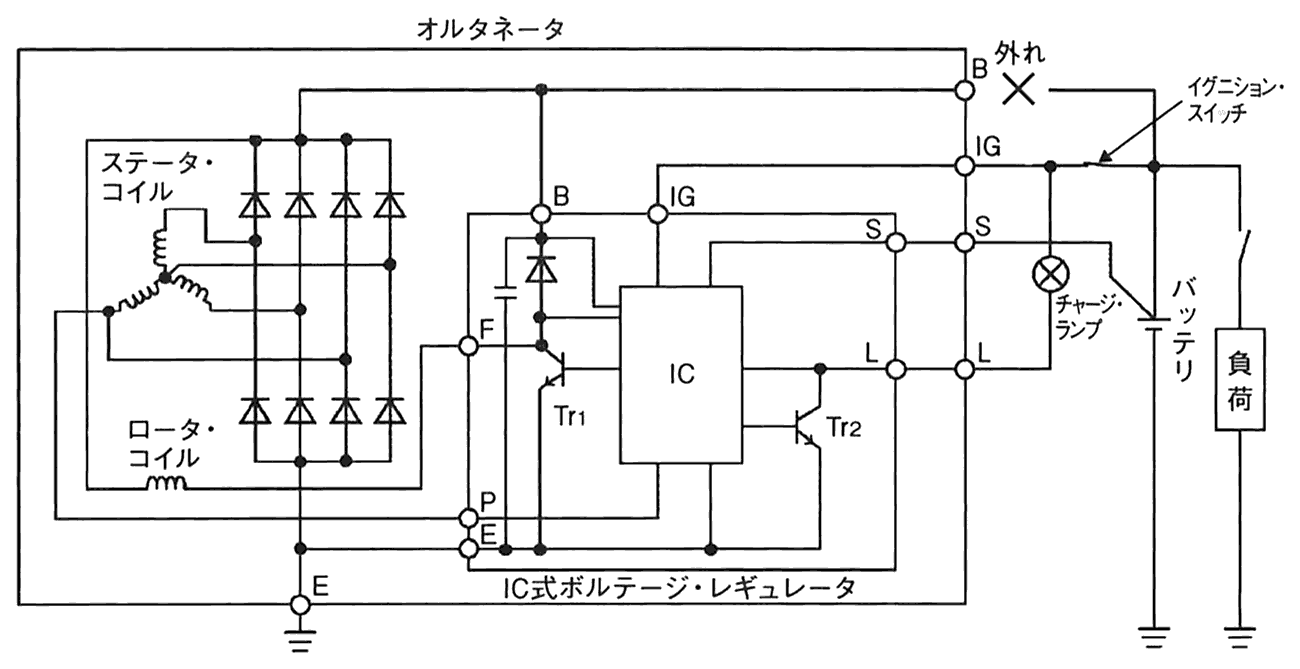 オルタネータ
B
外れ
イグニション・
スイッチ
IG
ステータ・
コイル
B
IG
S
S
チャージ・
ランプ
バッテリ
F
IC
L
L
負荷
Tr1
Tr2
ロータ・
コイル
P
E
IC式ボルテージ・レギュレータ
E